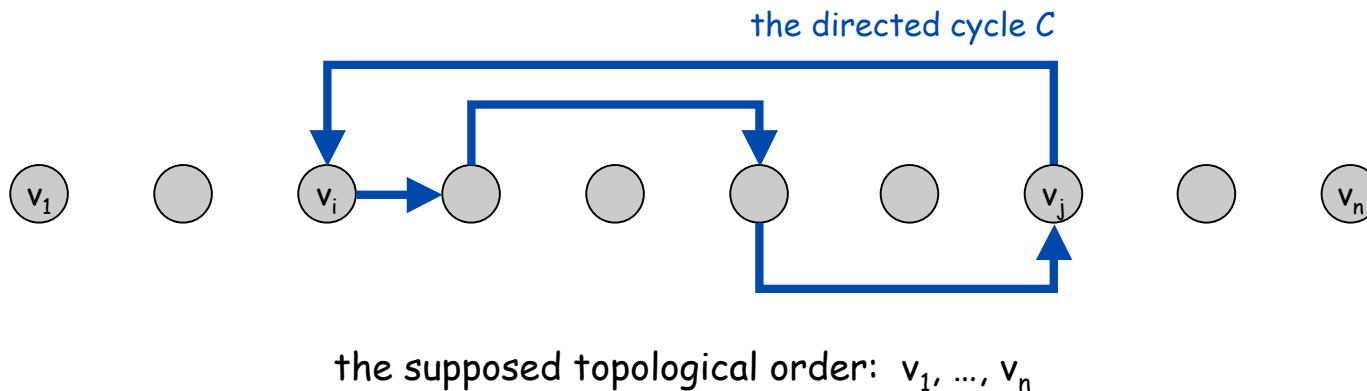 the directed cycle C
v₁ vᵢ vⱼ vₙ
the supposed topological order: v₁, …, vₙ